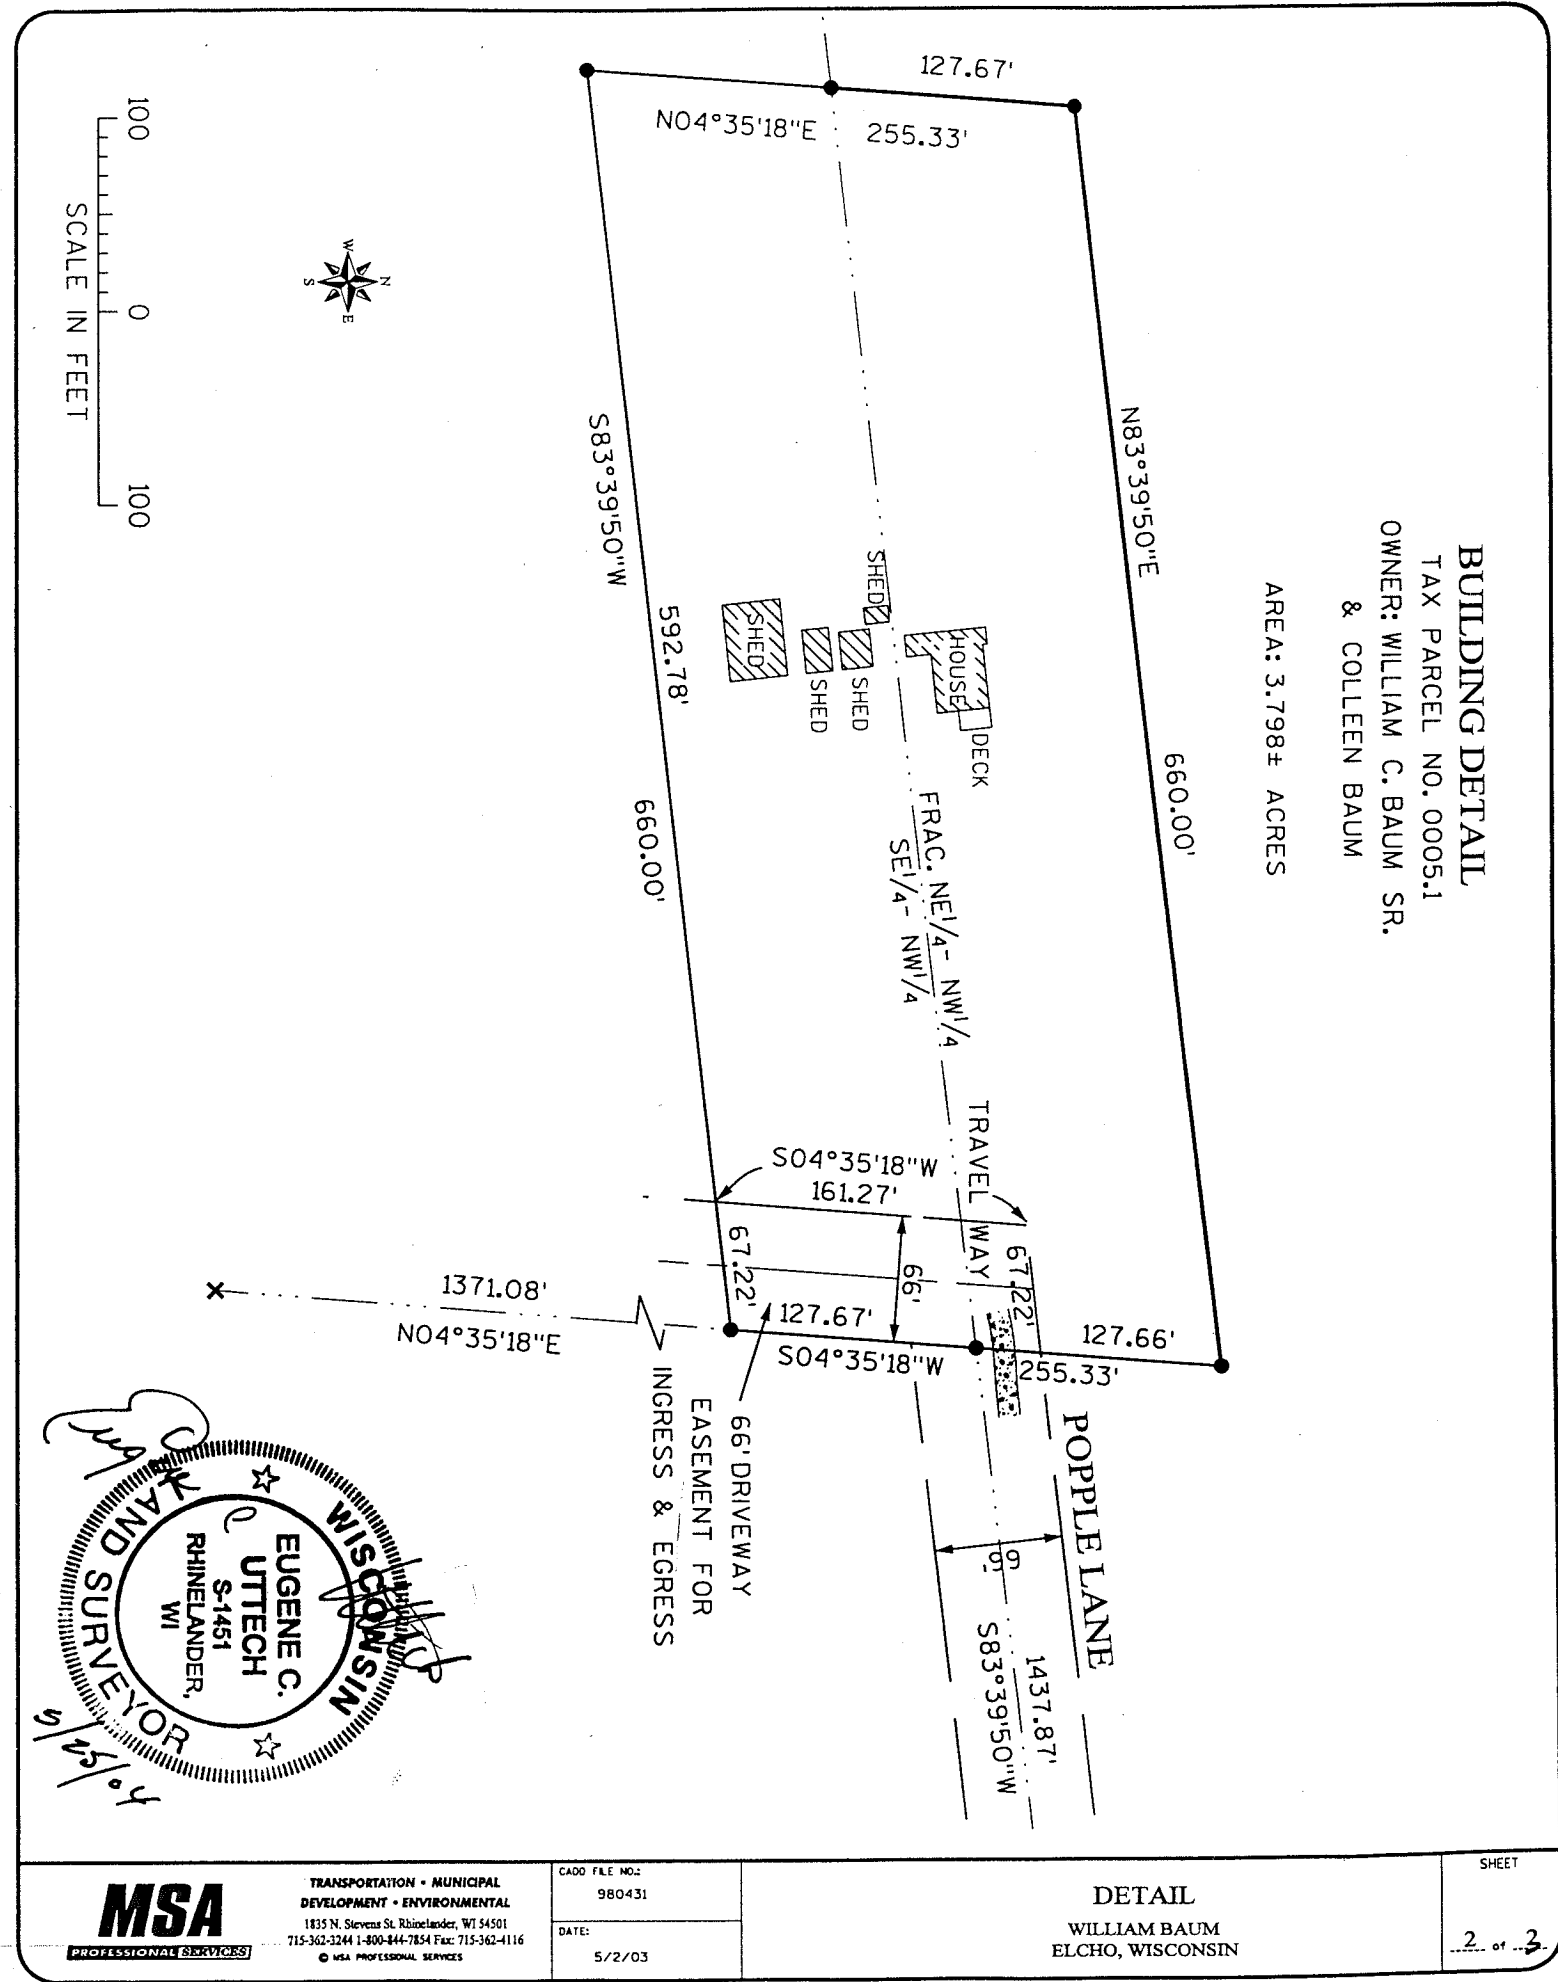 BUILDING DETAIL
TAX PARCEL NO. 0005.1
OWNER: WILLIAM C. BAUM SR.
& COLLEEN BAUM
AREA: 3.798± ACRES
127.67'
N04°35'18"E
255.33'
N83°39'50"E
660.00'
S83°39'50"W
592.78'
660.00'
100
0
100
SCALE IN FEET
N
W
E
S
SHED
SHED
SHED
SHED
HOUSE
DECK
FRAC. NE1/4- NW1/4
SE1/4- NW1/4
TRAVEL WAY
S04°35'18"W
161.27'
67.22'
67.22'
66'
127.67'
S04°35'18"W
127.66'
255.33'
1371.08'
N04°35'18"E
66' DRIVEWAY
EASEMENT FOR
INGRESS & EGRESS
POPPLE LANE
66'
1437.87'
S83°39'50"W
WISCONSIN
EUGENE C.
UTTECH
S-1451
RHINELANDER,
WI
LAND SURVEYOR
5/25/04
MSA
PROFESSIONAL SERVICES
TRANSPORTATION • MUNICIPAL
DEVELOPMENT • ENVIRONMENTAL
1835 N. Stevens St. Rhinelander, WI 54501
715-362-3244 1-800-844-7854 Fax: 715-362-4116
© MSA PROFESSIONAL SERVICES
CADD FILE NO.:
980431
DATE:
5/2/03
DETAIL
WILLIAM BAUM
ELCHO, WISCONSIN
SHEET
2 of 3